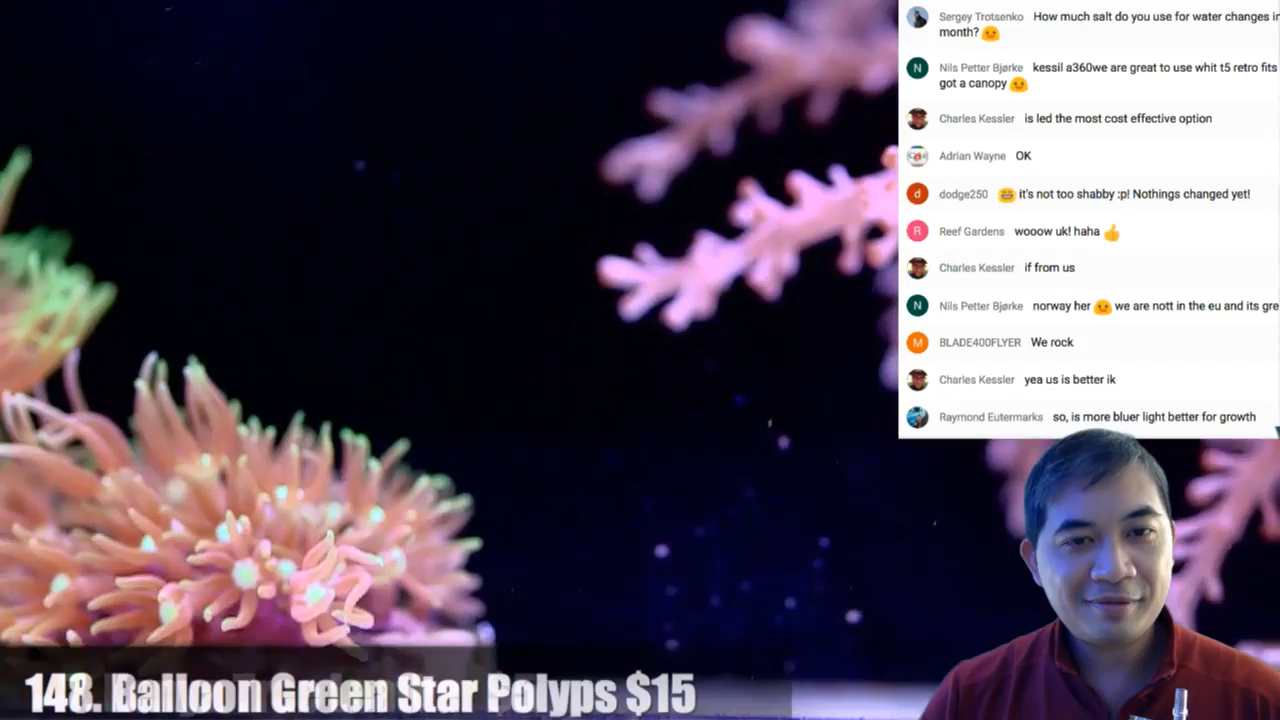 Sergey Trotsenko How much salt do you use for water changes in
month?
N Nils Petter Bjørke kessil a360we are great to use whit t5 retro fits
got a canopy
Charles Kessler is led the most cost effective option
Adrian Wayne OK
d dodge250 it's not too shabby :p! Nothings changed yet!
R Reef Gardens wooow uk! haha
Charles Kessler if from us
N Nils Petter Bjørke norway her we are nott in the eu and its gre
M BLADE400FLYER We rock
Charles Kessler yea us is better ik
Raymond Eutermarks so, is more bluer light better for growth
148. Balloon Green Star Polyps $15